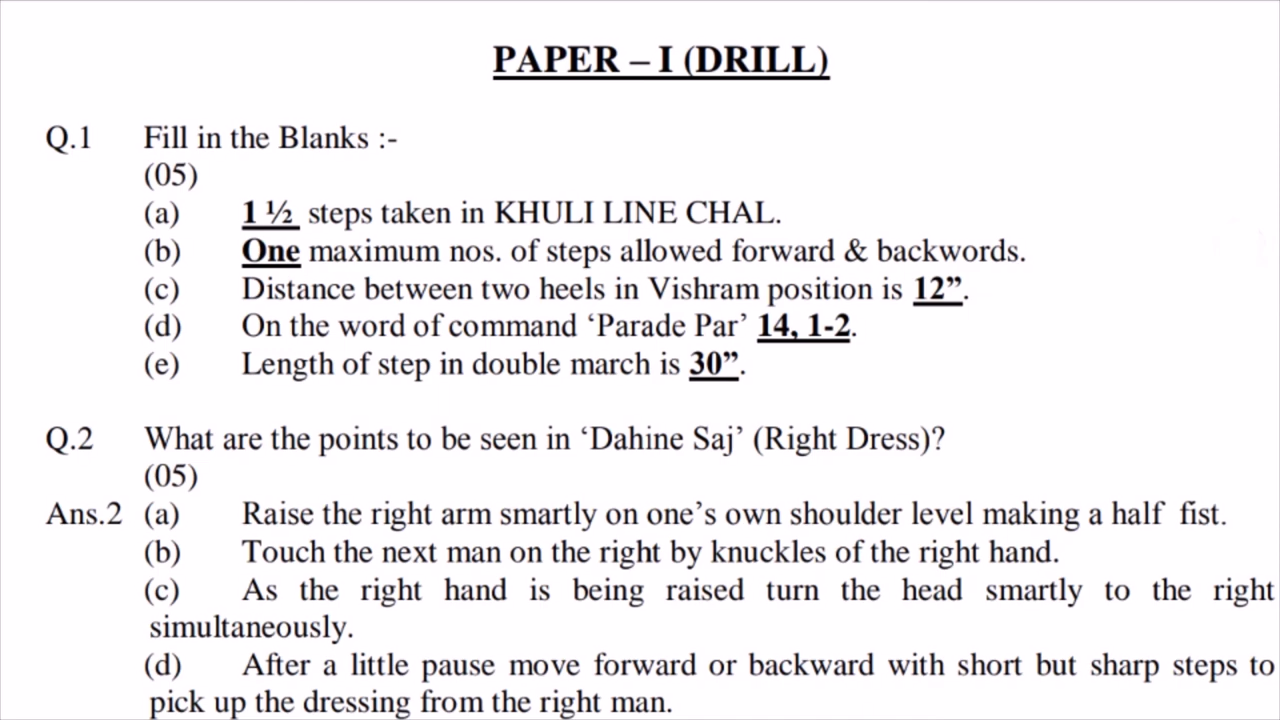 PAPER – I (DRILL)
Q.1 Fill in the Blanks :-
(05)
(a) 1 ½ steps taken in KHULI LINE CHAL.
(b) One maximum nos. of steps allowed forward & backwords.
(c) Distance between two heels in Vishram position is 12”.
(d) On the word of command ‘Parade Par’ 14, 1-2.
(e) Length of step in double march is 30”.
Q.2 What are the points to be seen in ‘Dahine Saj’ (Right Dress)?
(05)
Ans.2 (a) Raise the right arm smartly on one’s own shoulder level making a half fist.
(b) Touch the next man on the right by knuckles of the right hand.
(c) As the right hand is being raised turn the head smartly to the right
simultaneously.
(d) After a little pause move forward or backward with short but sharp steps to
pick up the dressing from the right man.